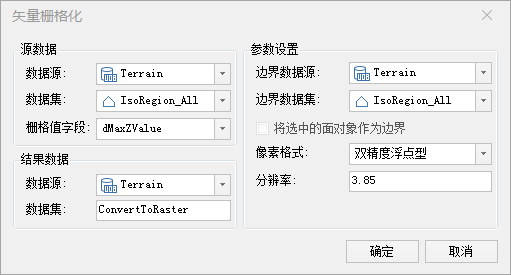 矢量栅格化
源数据
数据源: Terrain
数据集: IsoRegion_All
栅格值字段: dMaxZValue
结果数据
数据源: Terrain
数据集: ConvertToRaster
参数设置
边界数据源: Terrain
边界数据集: IsoRegion_All
将选中的面对象作为边界
像素格式: 双精度浮点型
分辨率: 3.85
确定 取消